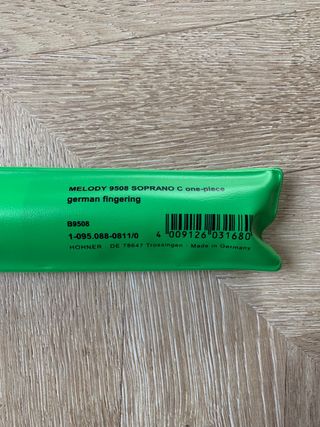 MELODY 9508 SOPRANO C one-piece
german fingering
B9508
1-095.088-0811/0
4 009126 031680
HOHNER DE 78647 Trossingen Made in Germany